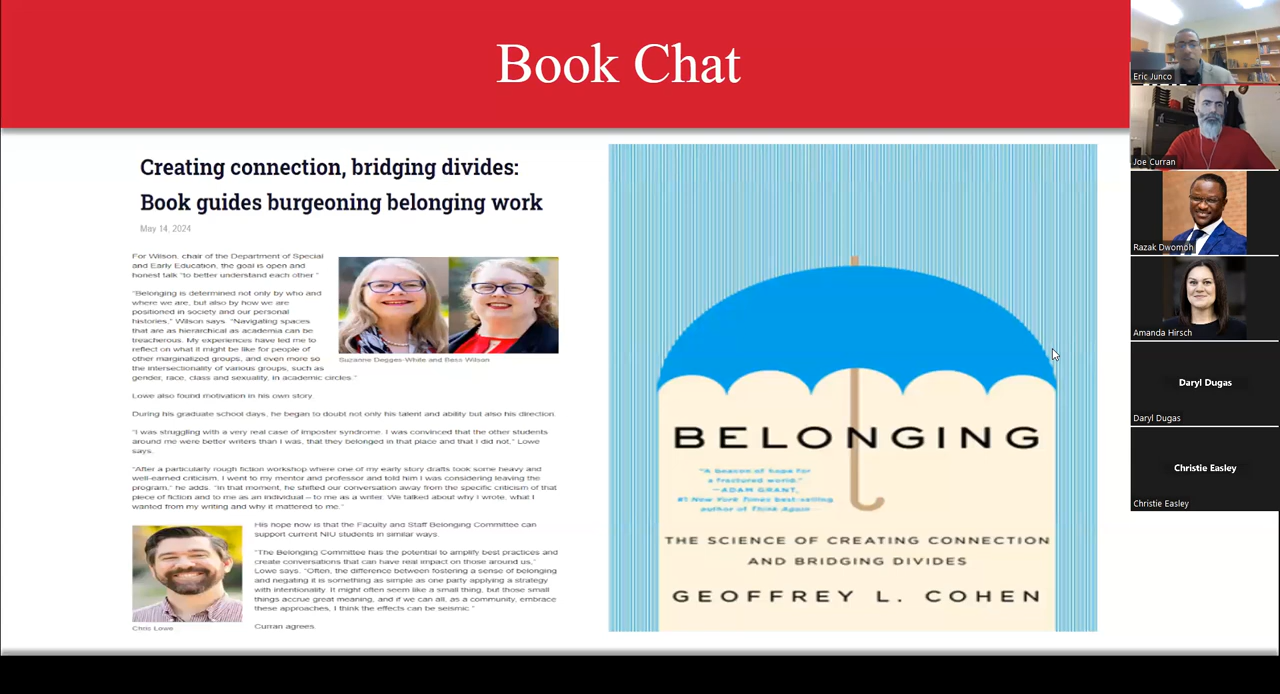 Book Chat
Creating connection, bridging divides:
Book guides burgeoning belonging work
May 14, 2024
For Wilson, chair of the Department of Special
and Early Education, the goal is open and
honest talk "to better understand each other."
"Belonging is determined not only by who and
where we are, but also by how we are
positioned in society and our personal
histories," Wilson says. "Navigating spaces
that are as hierarchical as academia can be
treacherous. My experiences have led me to
reflect on what it might be like for people of
other marginalized groups, and even more so
the intersectionality of various groups, such as
gender, race, class and sexuality, in academic circles."
Suzanne Degges-White and Bess Wilson
Lowe also found motivation in his own story.
During his graduate school days, he began to doubt not only his talent and ability but also his direction.
"I was struggling with a very real case of imposter syndrome. I was convinced that the other students
around me were better writers than I was, that they belonged in that place and that I did not," Lowe
says.
"After a particularly rough fiction workshop where one of my early story drafts took some heavy and
well-earned criticism, I went to my mentor and professor and told him I was considering leaving the
program," he adds. "In that moment, he shifted our conversation away from the specific criticism of that
piece of fiction and to me as an individual – to me as a writer. We talked about why I wrote, what I
wanted from my writing and why it mattered to me."
His hope now is that the Faculty and Staff Belonging Committee can
support current NIU students in similar ways.
"The Belonging Committee has the potential to amplify best practices and
create conversations that can have real impact on those around us,"
Lowe says. "Often, the difference between fostering a sense of belonging
and negating it is something as simple as one party applying a strategy
with intentionality. It might often seem like a small thing, but those small
things accrue great meaning, and if we can all, as a community, embrace
these approaches, I think the effects can be seismic."
Chris Lowe
Curran agrees.
BELONGING
"A beacon of hope for
a fractured world."
—ADAM GRANT,
#1 New York Times best-selling
author of Think Again
THE SCIENCE OF CREATING CONNECTION
AND BRIDGING DIVIDES
GEOFFREY L. COHEN
Eric Junco
Joe Curran
Razak Dwomoh
Amanda Hirsch
Daryl Dugas
Daryl Dugas
Christie Easley
Christie Easley